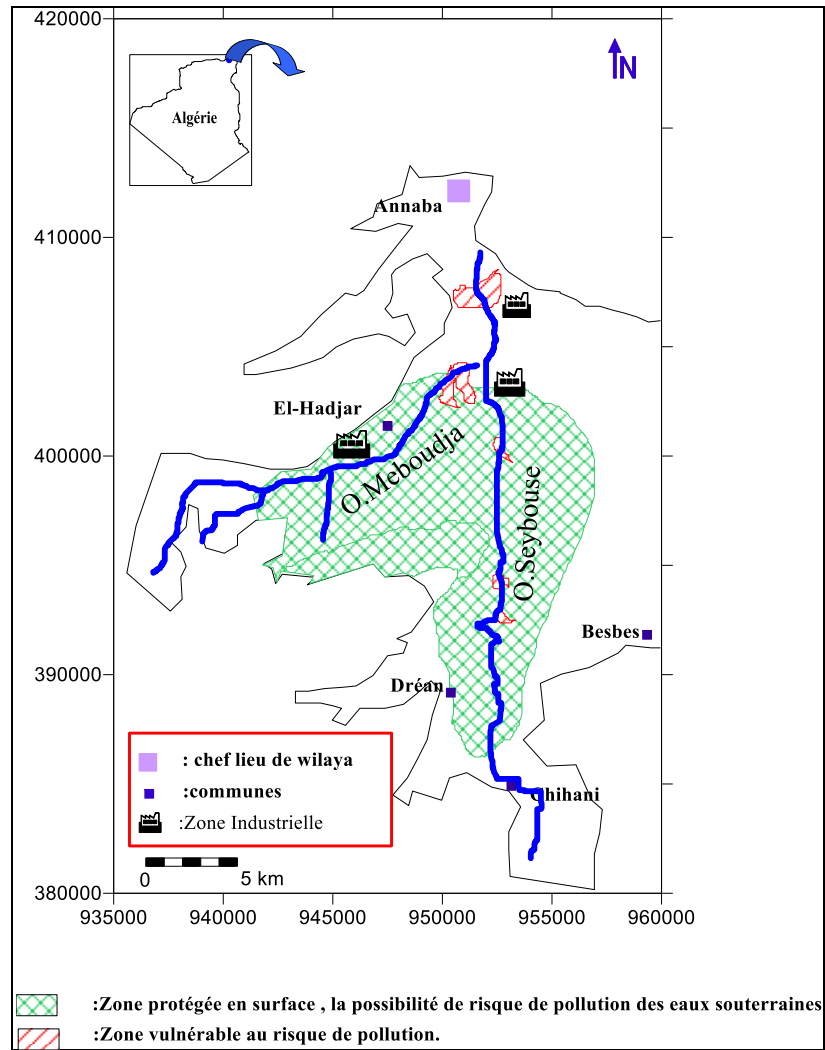 420000
N
Algérie
Annaba
410000
El-Hadjar
400000
O.Meboudja
O.Seybouse
Besbes
390000
Dréan
: chef lieu de wilaya
:communes
:Zone Industrielle
Chihani
0 5 km
380000
935000 940000 945000 950000 955000 960000
:Zone protégée en surface , la possibilité de risque de pollution des eaux souterraines
:Zone vulnérable au risque de pollution.